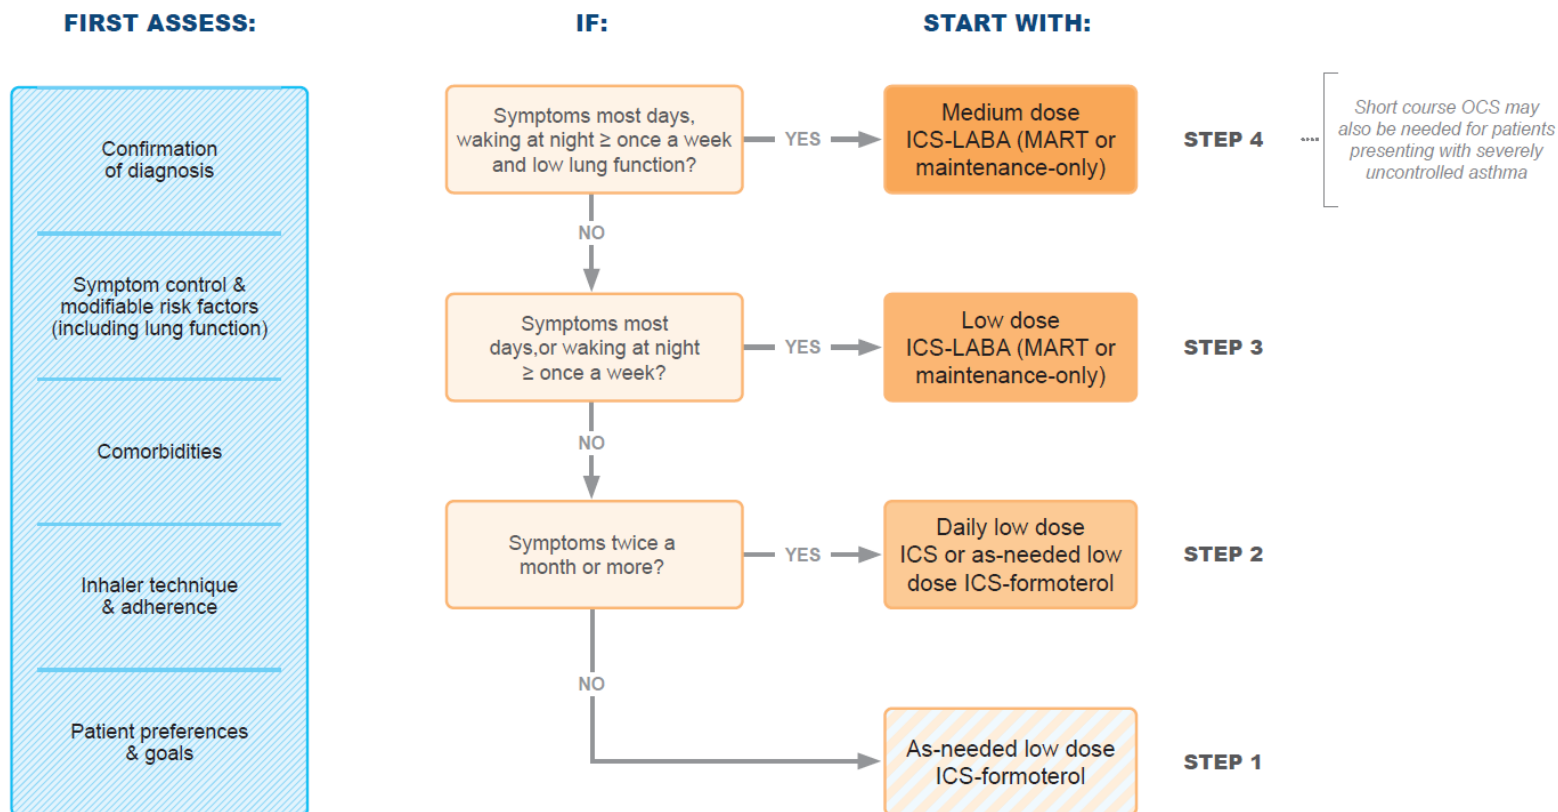 FIRST ASSESS:
IF:
START WITH:
Confirmation
of diagnosis
Symptom control &
modifiable risk factors
(including lung function)
Comorbidities
Inhaler technique
& adherence
Patient preferences
& goals
Symptoms most days,
waking at night ≥ once a week
and low lung function?
YES
Medium dose
ICS-LABA (MART or
maintenance-only)
STEP 4
Short course OCS may
also be needed for patients
presenting with severely
uncontrolled asthma
NO
Symptoms most
days,or waking at night
≥ once a week?
YES
Low dose
ICS-LABA (MART or
maintenance-only)
STEP 3
NO
Symptoms twice a
month or more?
YES
Daily low dose
ICS or as-needed low
dose ICS-formoterol
STEP 2
NO
As-needed low dose
ICS-formoterol
STEP 1